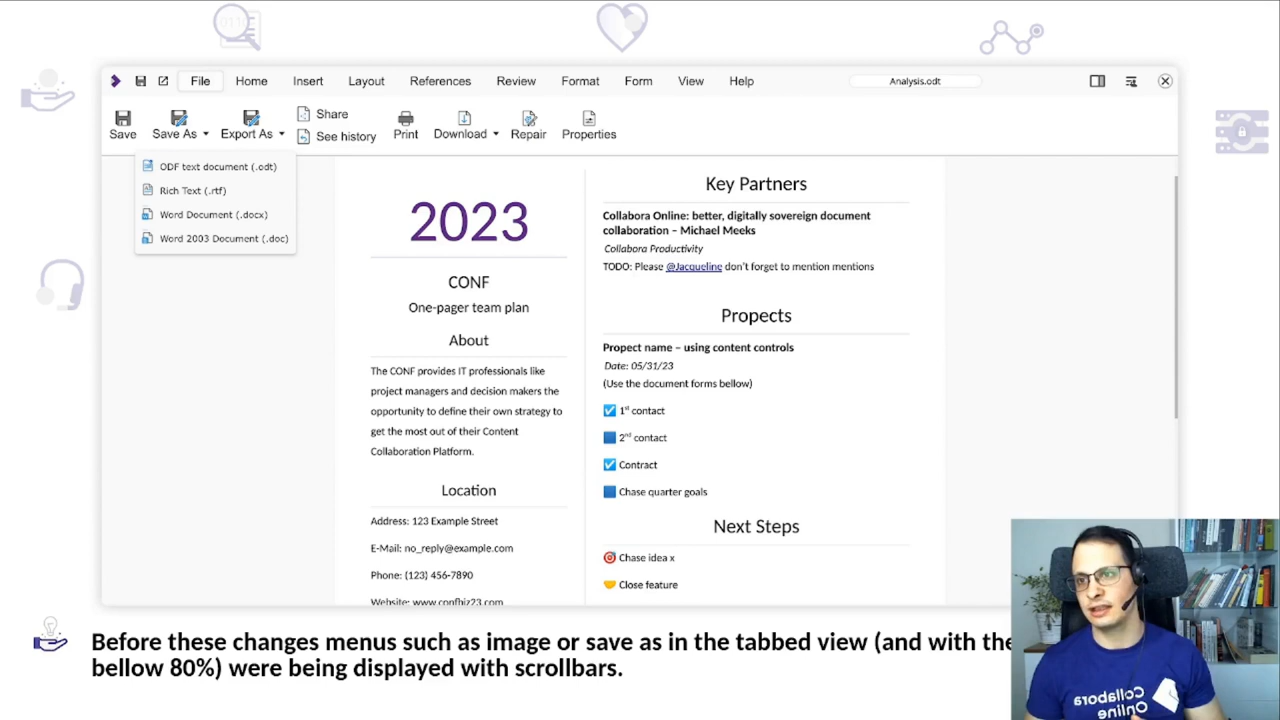 File
Home
Insert
Layout
References
Review
Format
Form
View
Help
Analysis.odt
Save
Save As
Export As
Share
See history
Print
Download
Repair
Properties
ODF text document (.odt)
Rich Text (.rtf)
Word Document (.docx)
Word 2003 Document (.doc)
2023
CONF
One-pager team plan
About
The CONF provides IT professionals like
project managers and decision makers the
opportunity to define their own strategy to
get the most out of their Content
Collaboration Platform.
Location
Address: 123 Example Street
E-Mail: no_reply@example.com
Phone: (123) 456-7890
Website: www.confbiz23.com
Key Partners
Collabora Online: better, digitally sovereign document
collaboration – Michael Meeks
Collabora Productivity
TODO: Please @Jacqueline don't forget to mention mentions
Propects
Propect name – using content controls
Date: 05/31/23
(Use the document forms bellow)
1st contact
2nd contact
Contract
Chase quarter goals
Next Steps
Chase idea x
Close feature
Before these changes menus such as image or save as in the tabbed view (and with the
bellow 80%) were being displayed with scrollbars.
Collabora
Online